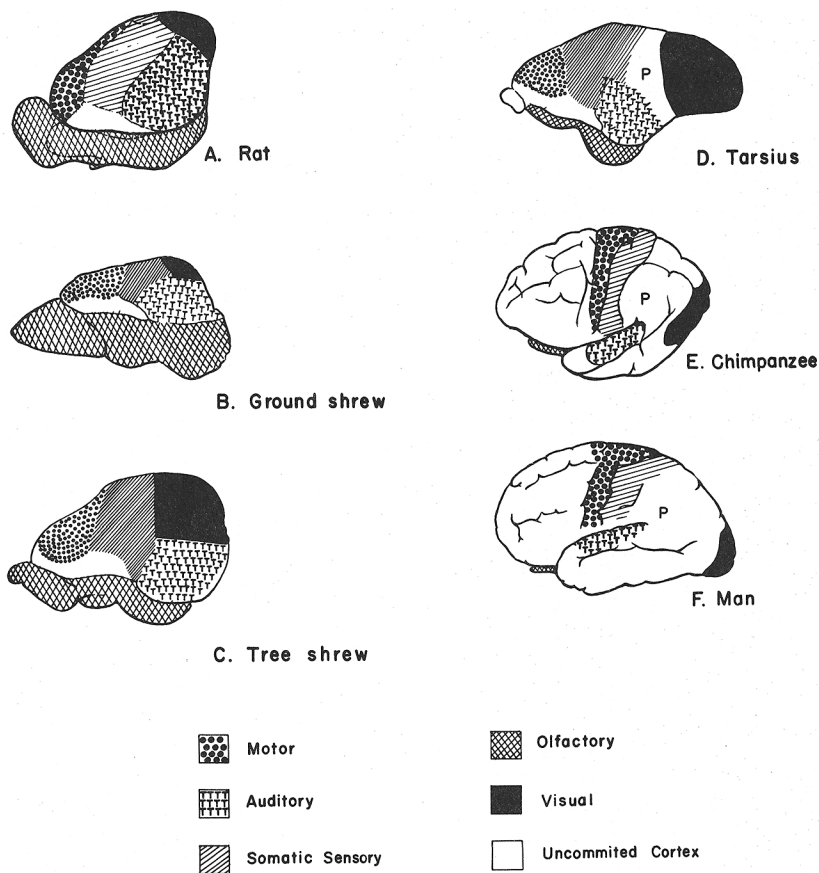 A. Rat
B. Ground shrew
C. Tree shrew
P
D. Tarsius
P
E. Chimpanzee
P
F. Man
Motor
Auditory
Somatic Sensory
Olfactory
Visual
Uncommited Cortex